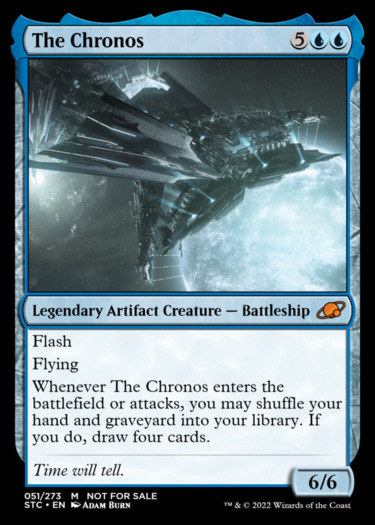 The Chronos 5
Legendary Artifact Creature — Battleship
Flash
Flying
Whenever The Chronos enters the
battlefield or attacks, you may shuffle your
hand and graveyard into your library. If
you do, draw four cards.
Time will tell.
6/6
051/273 M NOT FOR SALE
STC • EN Adam Burn
™ & © 2022 Wizards of the Coast